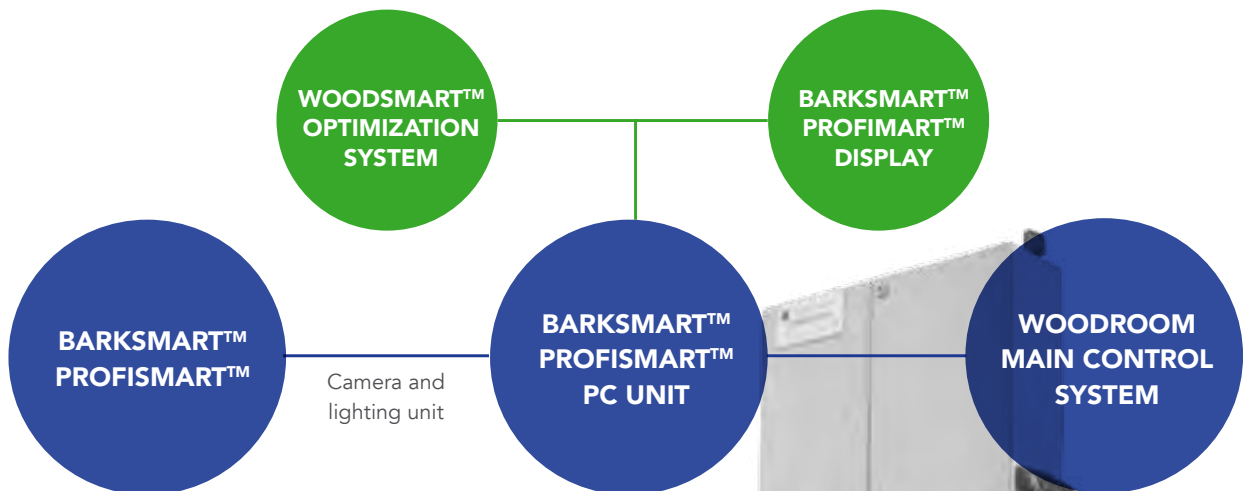 WOODSMART™
OPTIMIZATION
SYSTEM
BARKSMART™
PROFIMART™
DISPLAY
BARKSMART™
PROFISMART™
Camera and
lighting unit
BARKSMART™
PROFISMART™
PC UNIT
WOODROOM
MAIN CONTROL
SYSTEM